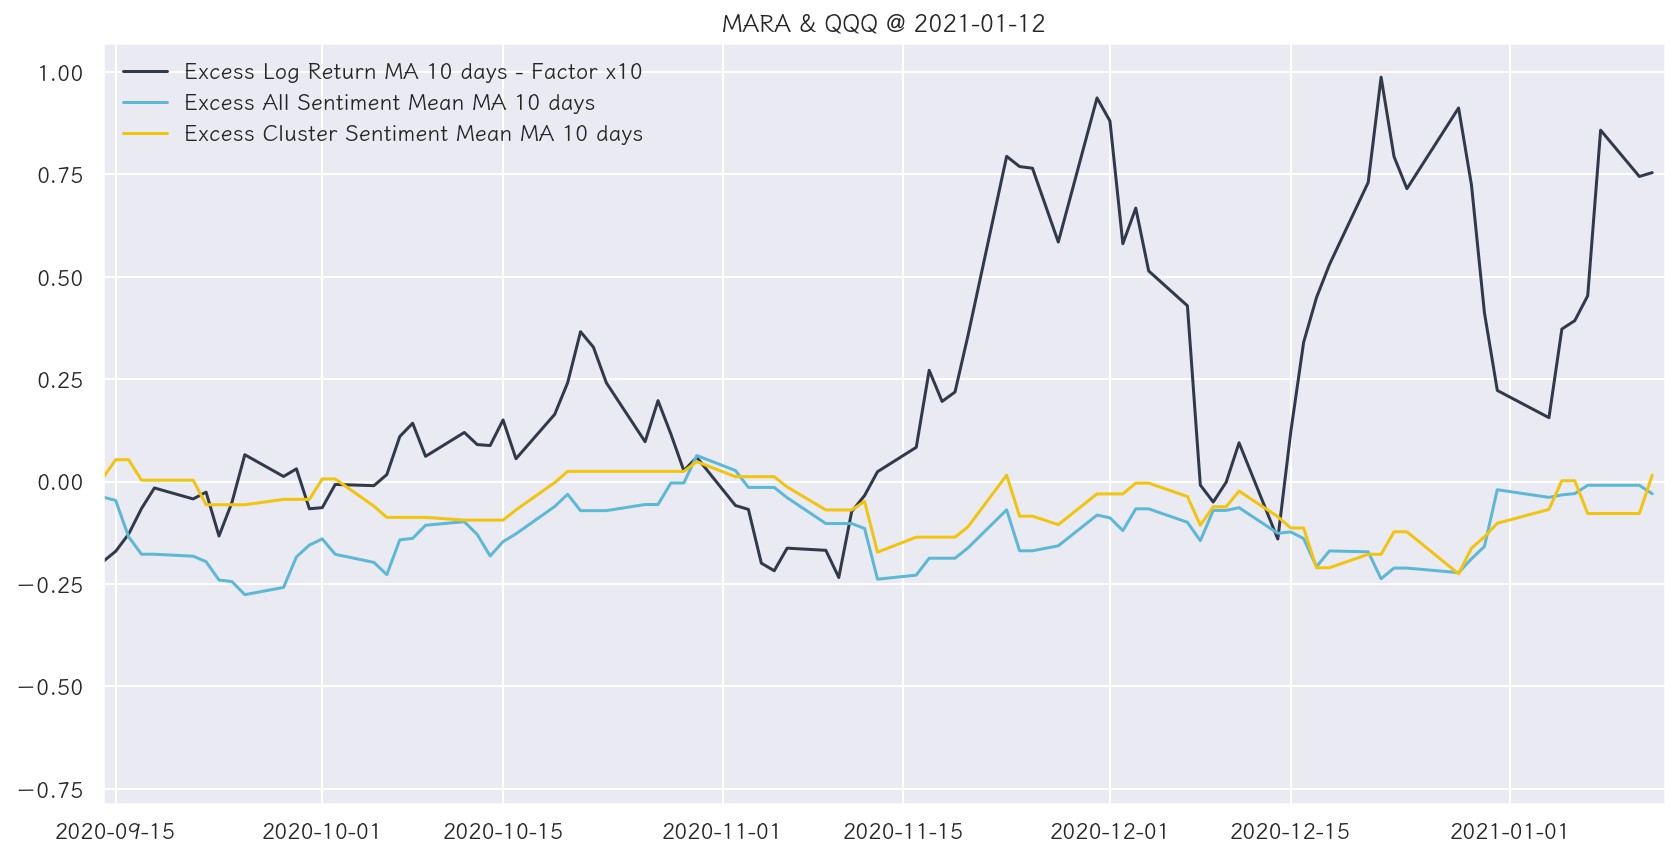 MARA & QQQ @ 2021-01-12
Excess Log Return MA 10 days - Factor x10
Excess All Sentiment Mean MA 10 days
Excess Cluster Sentiment Mean MA 10 days
1.00
0.75
0.50
0.25
0.00
−0.25
−0.50
−0.75
2020-09-15 2020-10-01 2020-10-15 2020-11-01 2020-11-15 2020-12-01 2020-12-15 2021-01-01